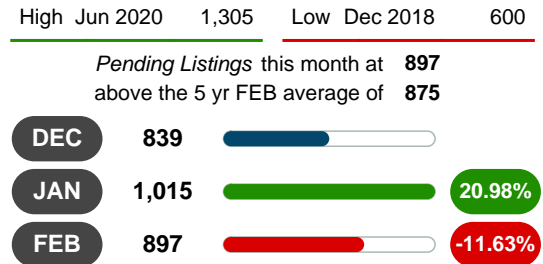 High Jun 2020 1,305 Low Dec 2018 600
Pending Listings this month at 897
above the 5 yr FEB average of 875
DEC 839
JAN 1,015 20.98%
FEB 897 -11.63%